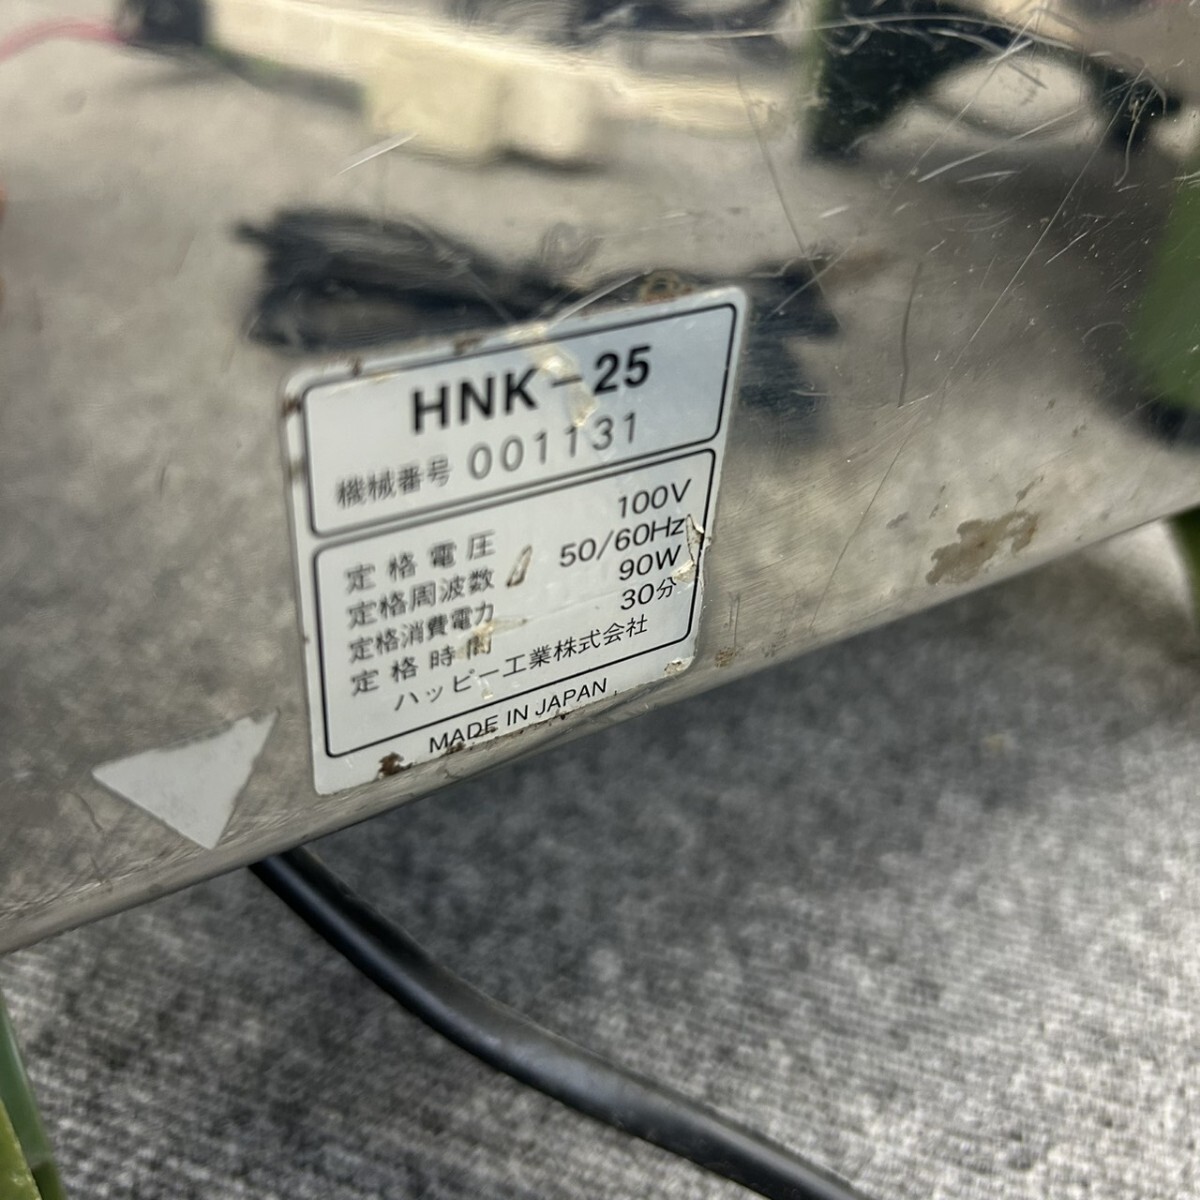 HNK-25
機械番号 001131
定格電圧 100V
定格周波数 50/60Hz
定格消費電力 90W
定格時間 30分
ハッピー工業株式会社
MADE IN JAPAN